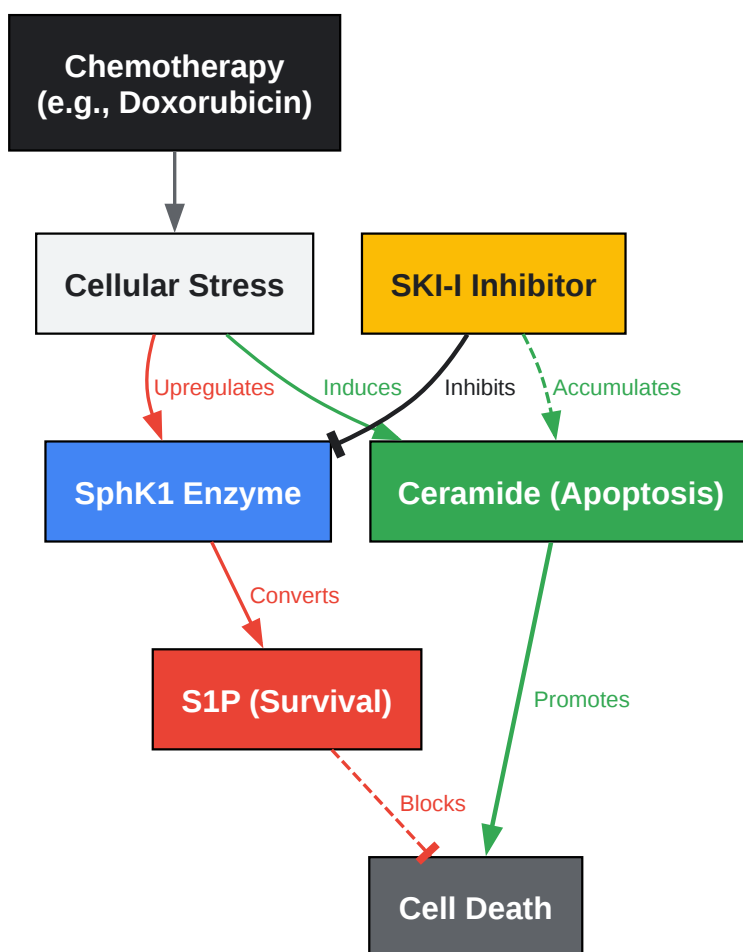 Chemotherapy
(e.g., Doxorubicin)
Cellular Stress
SKI-I Inhibitor
Upregulates
Induces
Inhibits
Accumulates
SphK1 Enzyme
Ceramide (Apoptosis)
Converts
S1P (Survival)
Promotes
Blocks
Cell Death